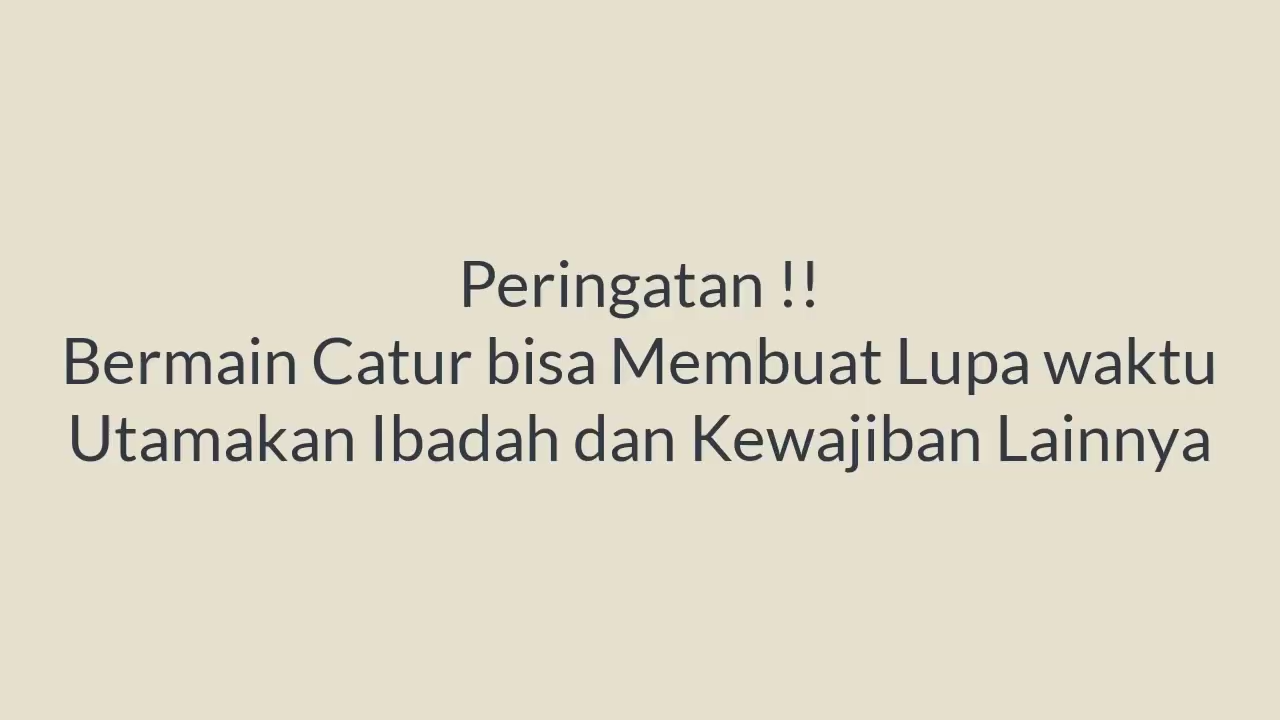 Peringatan !!
Bermain Catur bisa Membuat Lupa waktu
Utamakan Ibadah dan Kewajiban Lainnya